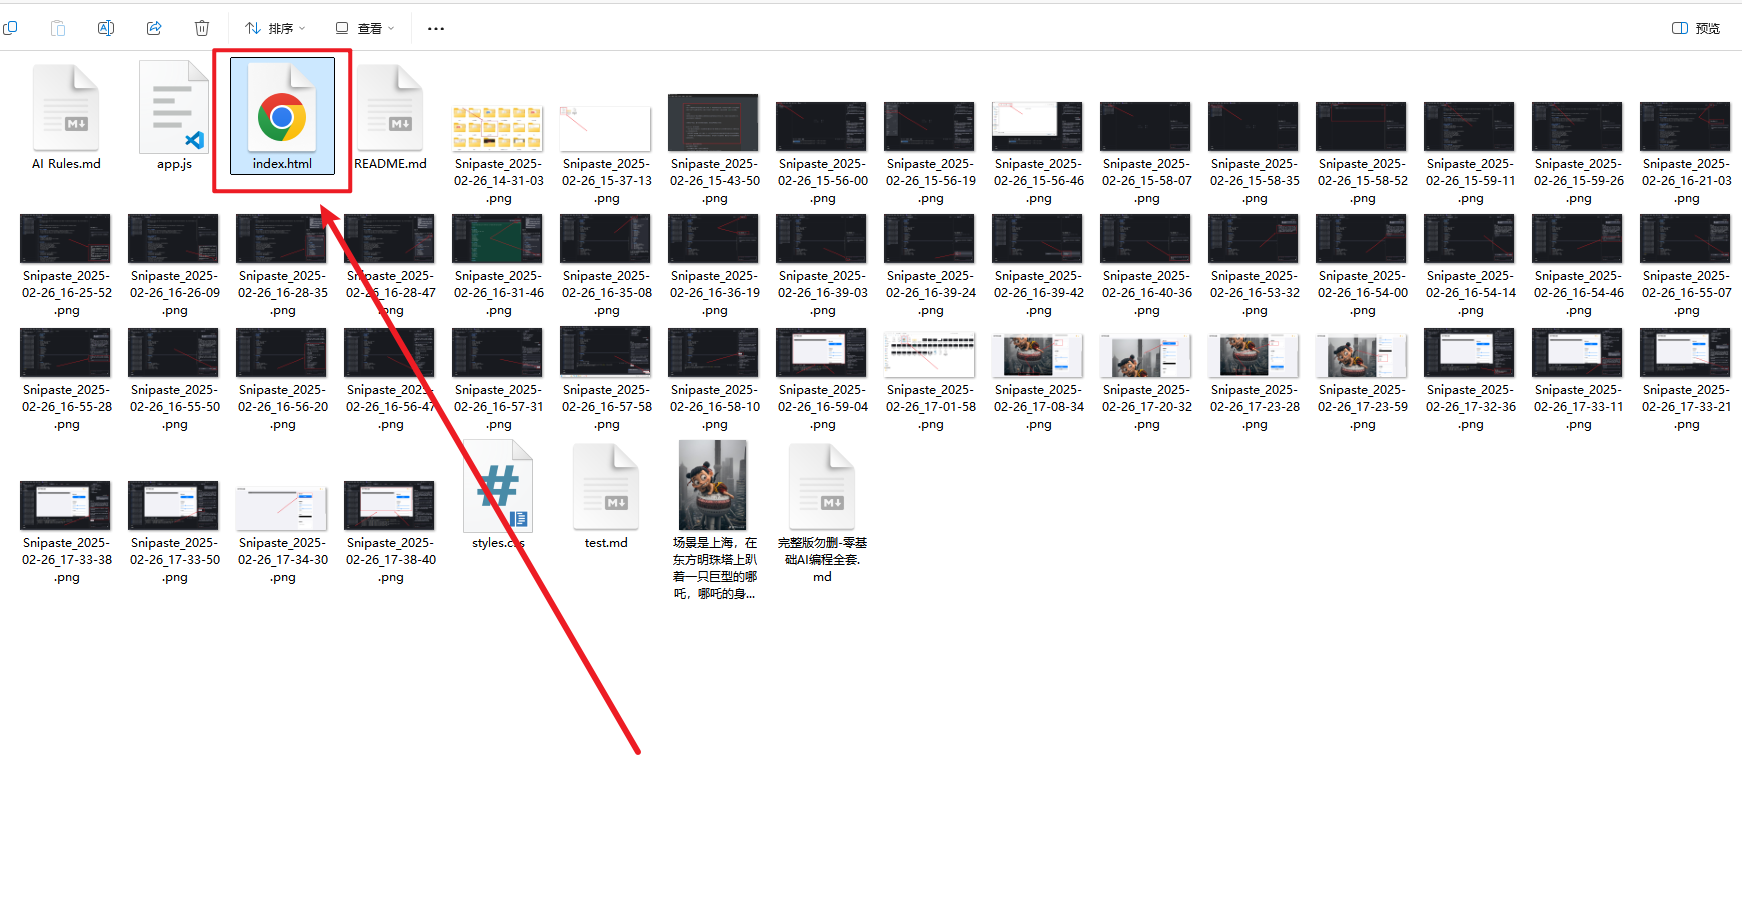 排序
查看
预览
AI Rules.md
app.js
index.html
README.md
Snipaste_2025-
02-26_14-31-03
.png
Snipaste_2025-
02-26_15-37-13
.png
Snipaste_2025-
02-26_15-43-50
.png
Snipaste_2025-
02-26_15-56-00
.png
Snipaste_2025-
02-26_15-56-19
.png
Snipaste_2025-
02-26_15-56-46
.png
Snipaste_2025-
02-26_15-58-07
.png
Snipaste_2025-
02-26_15-58-35
.png
Snipaste_2025-
02-26_15-58-52
.png
Snipaste_2025-
02-26_15-59-11
.png
Snipaste_2025-
02-26_15-59-26
.png
Snipaste_2025-
02-26_16-21-03
.png
Snipaste_2025-
02-26_16-25-52
.png
Snipaste_2025-
02-26_16-26-09
.png
Snipaste_2025-
02-26_16-28-35
.png
Snipaste_2025-
02-26_16-28-47
.png
Snipaste_2025-
02-26_16-31-46
.png
Snipaste_2025-
02-26_16-35-08
.png
Snipaste_2025-
02-26_16-36-19
.png
Snipaste_2025-
02-26_16-39-03
.png
Snipaste_2025-
02-26_16-39-24
.png
Snipaste_2025-
02-26_16-39-42
.png
Snipaste_2025-
02-26_16-40-36
.png
Snipaste_2025-
02-26_16-53-32
.png
Snipaste_2025-
02-26_16-54-00
.png
Snipaste_2025-
02-26_16-54-14
.png
Snipaste_2025-
02-26_16-54-46
.png
Snipaste_2025-
02-26_16-55-07
.png
Snipaste_2025-
02-26_16-55-28
.png
Snipaste_2025-
02-26_16-55-50
.png
Snipaste_2025-
02-26_16-56-20
.png
Snipaste_2025-
02-26_16-56-47
.png
Snipaste_2025-
02-26_16-57-31
.png
Snipaste_2025-
02-26_16-57-58
.png
Snipaste_2025-
02-26_16-58-10
.png
Snipaste_2025-
02-26_16-59-04
.png
Snipaste_2025-
02-26_17-01-58
.png
Snipaste_2025-
02-26_17-08-34
.png
Snipaste_2025-
02-26_17-20-32
.png
Snipaste_2025-
02-26_17-23-28
.png
Snipaste_2025-
02-26_17-23-59
.png
Snipaste_2025-
02-26_17-32-36
.png
Snipaste_2025-
02-26_17-33-11
.png
Snipaste_2025-
02-26_17-33-21
.png
Snipaste_2025-
02-26_17-33-38
.png
Snipaste_2025-
02-26_17-33-50
.png
Snipaste_2025-
02-26_17-34-30
.png
Snipaste_2025-
02-26_17-38-40
.png
styles.css
test.md
场景是上海，在
东方明珠塔上趴
着一只巨型的哪
吒，哪吒的身...
完整版勿删-零基
础AI编程全套.
md